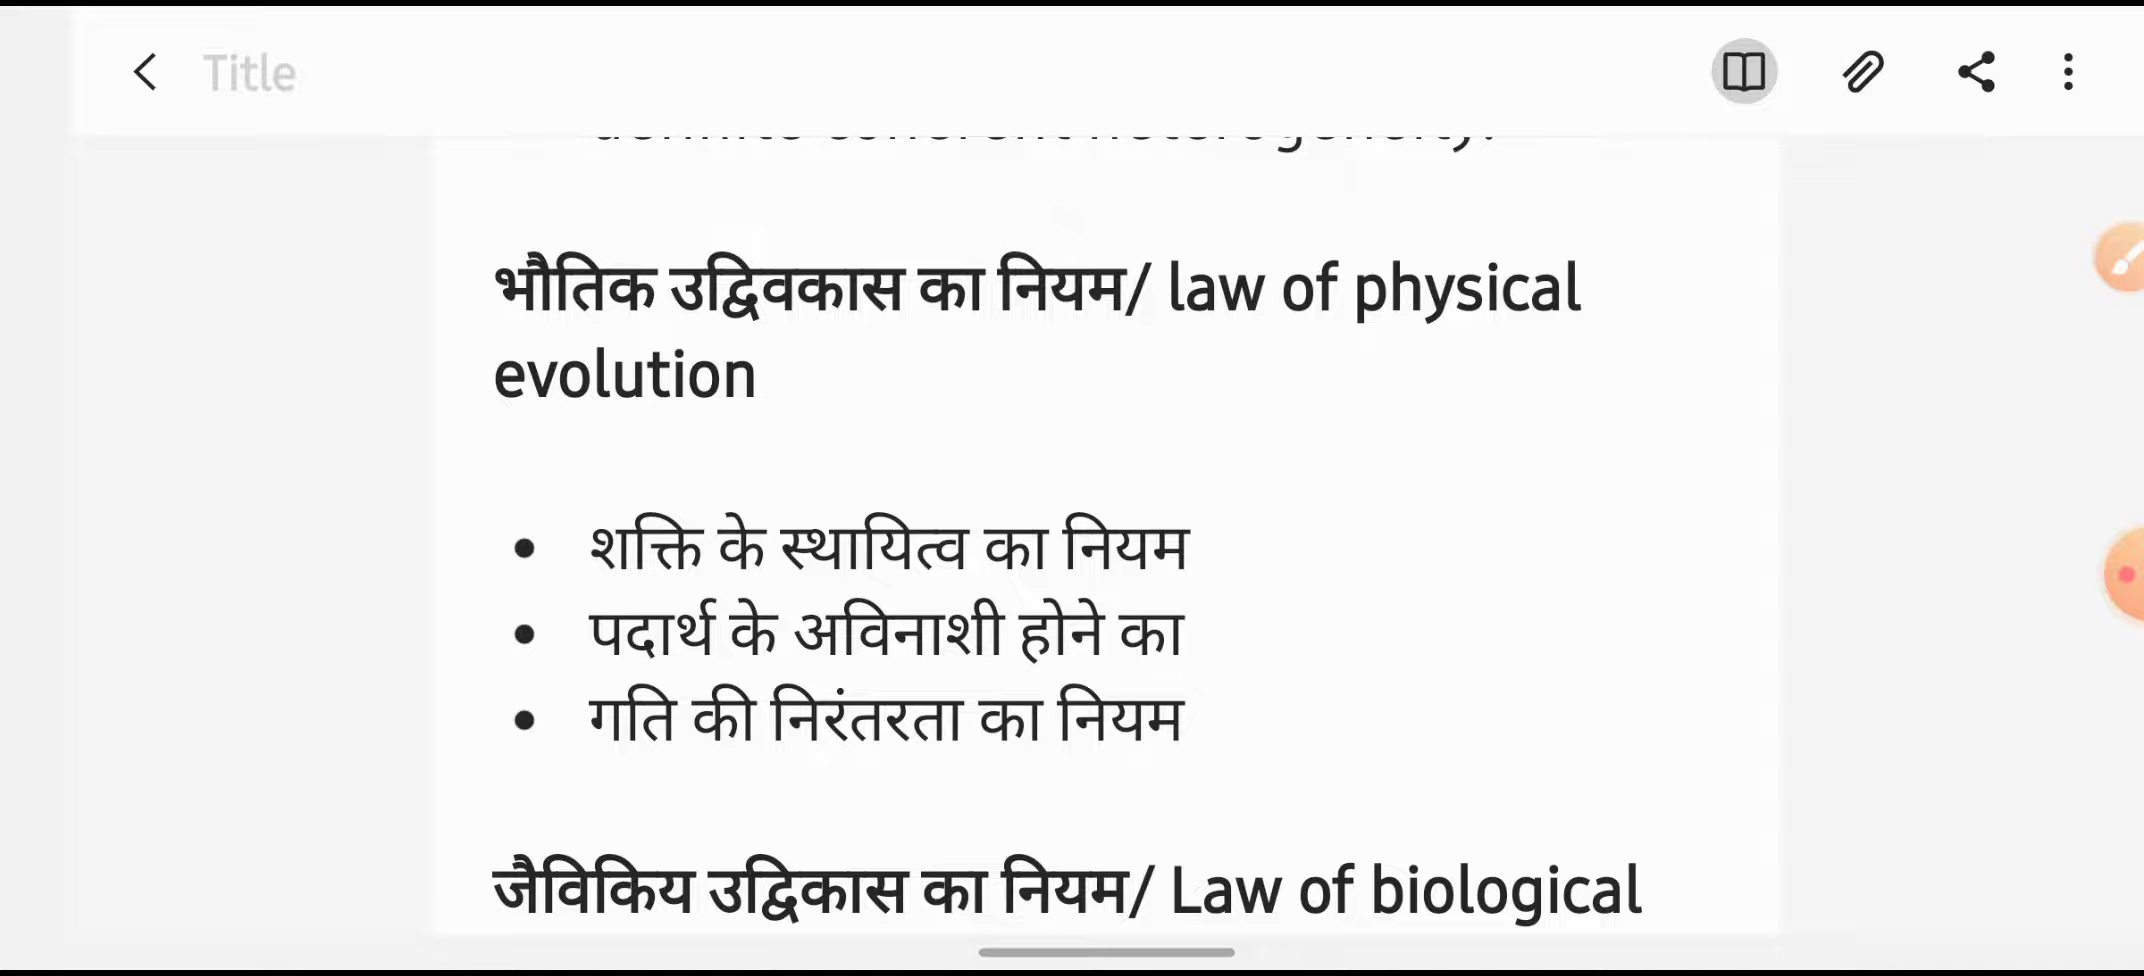 Title
भौतिक उद्विवकास का नियम/ law of physical
evolution
• शक्ति के स्थायित्व का नियम
• पदार्थ के अविनाशी होने का
• गति की निरंतरता का नियम
जैविकिय उद्विकास का नियम/ Law of biological